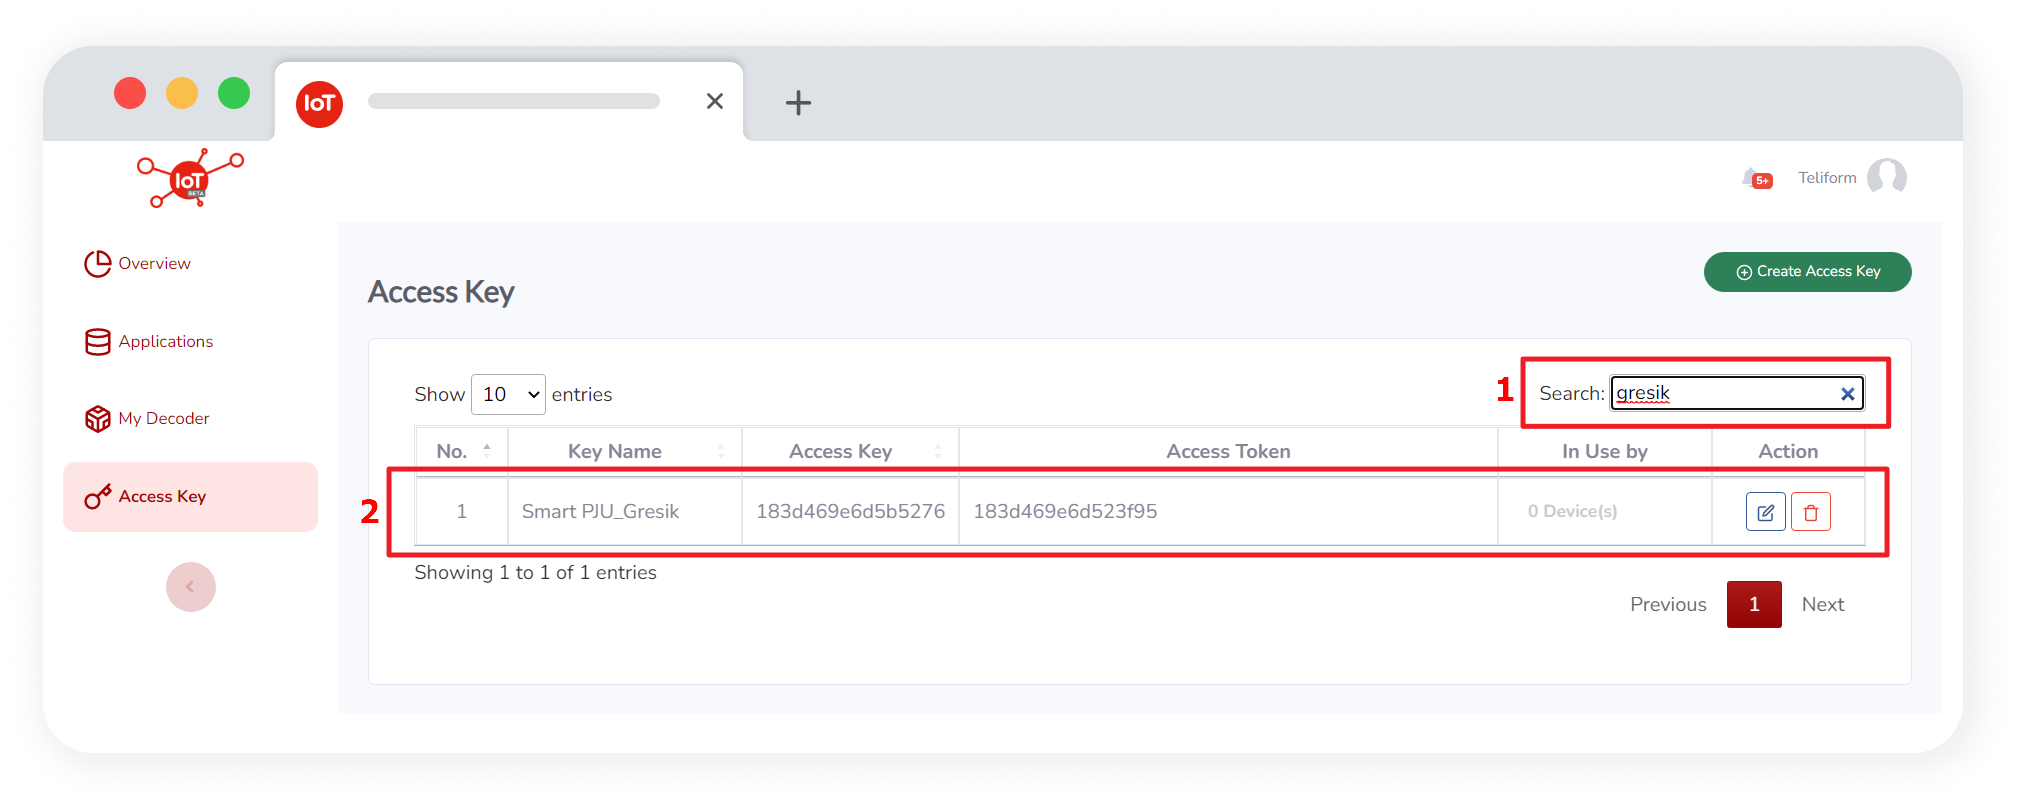 IoT
IoT
BETA
5+
Teliform
Overview
Applications
My Decoder
Access Key
Access Key
Create Access Key
Show 10 entries
1
Search: gresik
No. Key Name Access Key Access Token In Use by Action
2
1 Smart PJU_Gresik 183d469e6d5b5276 183d469e6d523f95 0 Device(s)
Showing 1 to 1 of 1 entries
Previous 1 Next